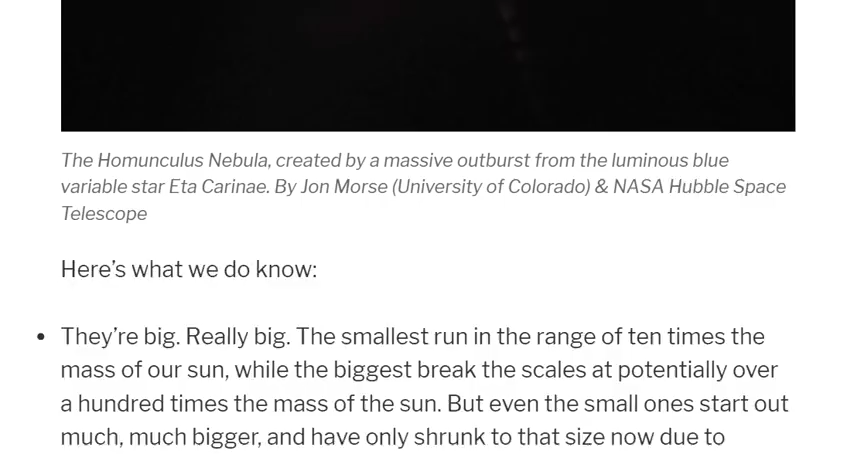 The Homunculus Nebula, created by a massive outburst from the luminous blue
variable star Eta Carinae. By Jon Morse (University of Colorado) & NASA Hubble Space
Telescope
Here’s what we do know:
• They’re big. Really big. The smallest run in the range of ten times the
mass of our sun, while the biggest break the scales at potentially over
a hundred times the mass of the sun. But even the small ones start out
much, much bigger, and have only shrunk to that size now due to